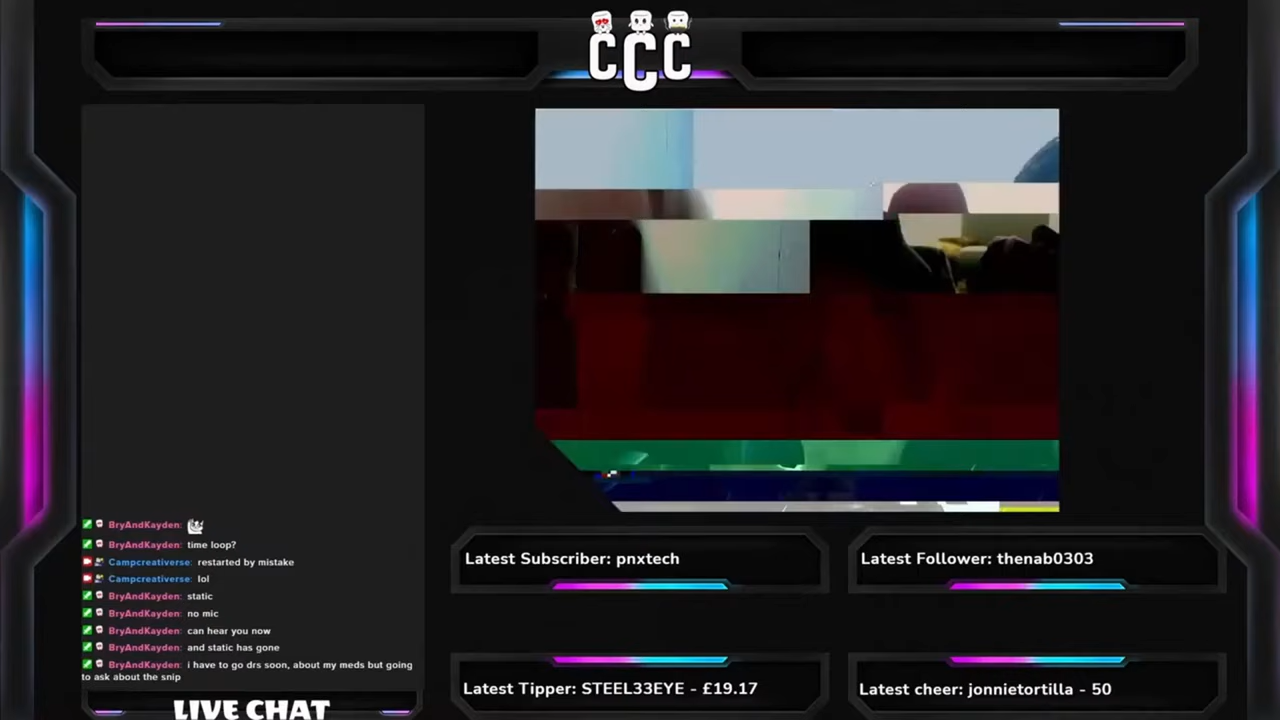 CCC
BryAndKayden:
BryAndKayden: time loop?
Campcreativerse: restarted by mistake
Campcreativerse: lol
BryAndKayden: static
BryAndKayden: no mic
BryAndKayden: can hear you now
BryAndKayden: and static has gone
BryAndKayden: i have to go drs soon, about my meds but going
to ask about the snip
LIVE CHAT
Latest Subscriber: pnxtech
Latest Follower: thenab0303
Latest Tipper: STEEL33EYE - £19.17
Latest cheer: jonnietortilla - 50